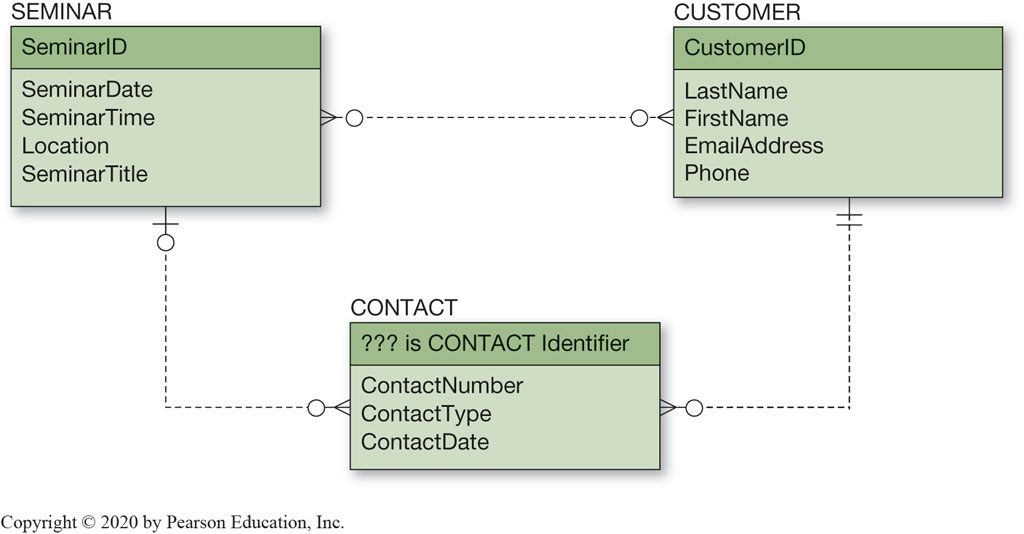 SEMINAR
SeminarID
SeminarDate
SeminarTime
Location
SeminarTitle
CUSTOMER
CustomerID
LastName
FirstName
EmailAddress
Phone
CONTACT
??? is CONTACT Identifier
ContactNumber
ContactType
ContactDate
Copyright © 2020 by Pearson Education, Inc.